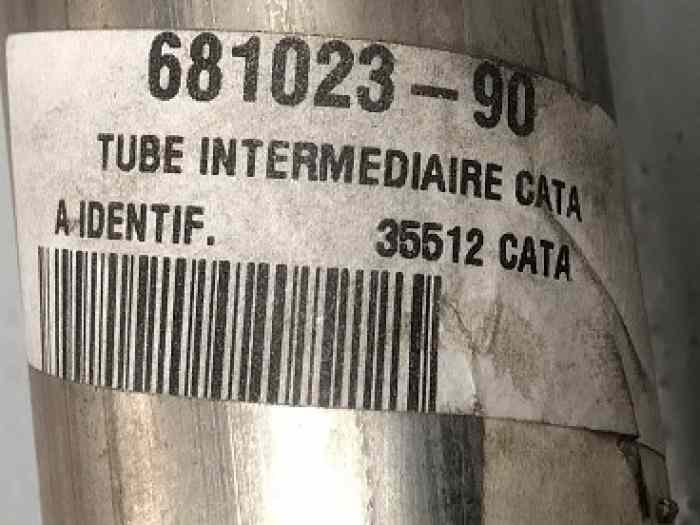 681023-90
TUBE INTERMEDIAIRE CATA
A IDENTIF. 35512 CATA